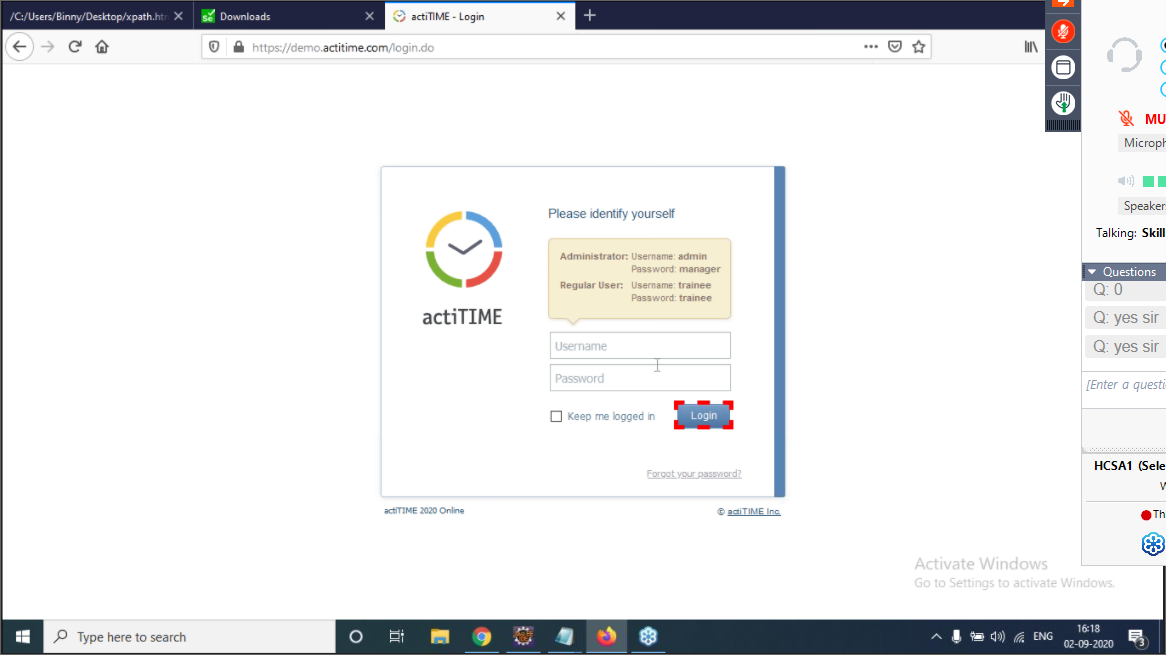 /C:/Users/Binny/Desktop/xpath.htm
Downloads
actiTIME - Login
https://demo.actitime.com/login.do
Please identify yourself
Administrator: Username: admin
Password: manager
Regular User: Username: trainee
Password: trainee
actiTIME
Username
Password
Keep me logged in
Login
Forgot your password?
actiTIME 2020 Online
© actiTIME Inc.
MU
Microph
Speakers
Talking: Skill
Questions
Q: 0
Q: yes sir
Q: yes sir
[Enter a questi
HCSA1 (Sele
W
Th
Activate Windows
Go to Settings to activate Windows.
Type here to search
ENG
16:18
02-09-2020
3